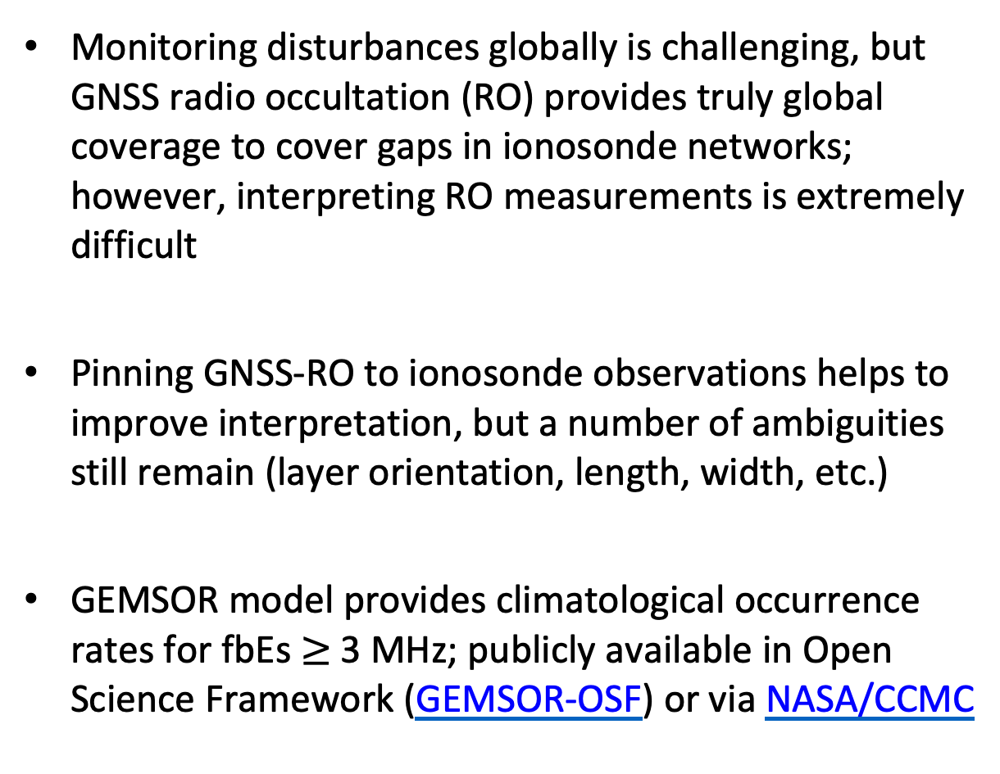 • Monitoring disturbances globally is challenging, but
GNSS radio occultation (RO) provides truly global
coverage to cover gaps in ionosonde networks;
however, interpreting RO measurements is extremely
difficult
• Pinning GNSS-RO to ionosonde observations helps to
improve interpretation, but a number of ambiguities
still remain (layer orientation, length, width, etc.)
• GEMSOR model provides climatological occurrence
rates for fbEs ≥ 3 MHz; publicly available in Open
Science Framework (GEMSOR-OSF) or via NASA/CCMC